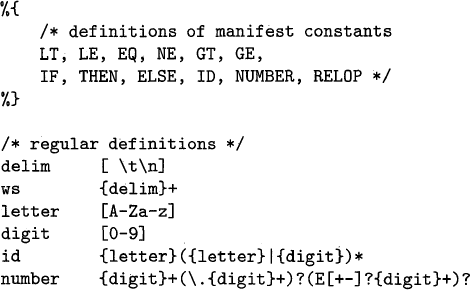 %{
/* definitions of manifest constants
LT, LE, EQ, NE, GT, GE,
IF, THEN, ELSE, ID, NUMBER, RELOP */
%}
/* regular definitions */
delim [ \t\n]
ws {delim}+
letter [A-Za-z]
digit [0-9]
id {letter}({letter}|{digit})*
number {digit}+(\.{digit}+)?(E[+-]?{digit}+)?